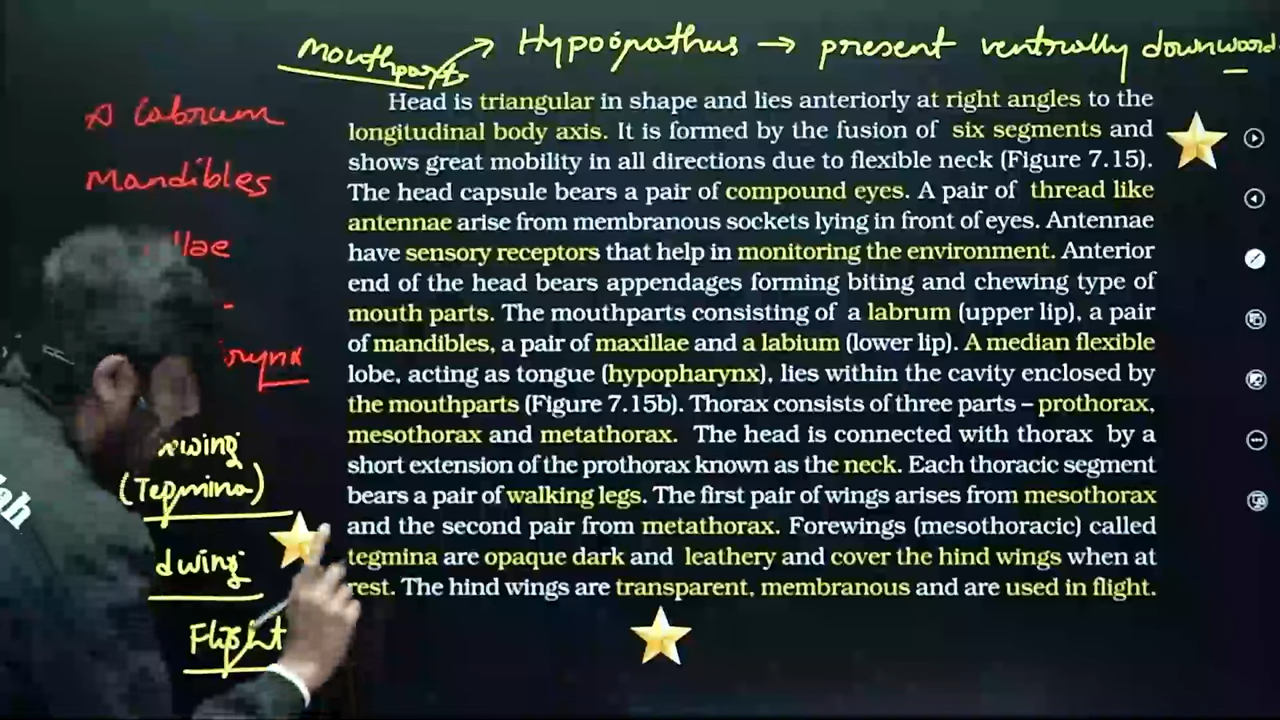 Mouthparts → Hypognathus → present ventrally downward
Head is triangular in shape and lies anteriorly at right angles to the
longitudinal body axis. It is formed by the fusion of six segments and
shows great mobility in all directions due to flexible neck (Figure 7.15).
The head capsule bears a pair of compound eyes. A pair of thread like
antennae arise from membranous sockets lying in front of eyes. Antennae
have sensory receptors that help in monitoring the environment. Anterior
end of the head bears appendages forming biting and chewing type of
mouth parts. The mouthparts consisting of a labrum (upper lip), a pair
of mandibles, a pair of maxillae and a labium (lower lip). A median flexible
lobe, acting as tongue (hypopharynx), lies within the cavity enclosed by
the mouthparts (Figure 7.15b). Thorax consists of three parts – prothorax,
mesothorax and metathorax. The head is connected with thorax by a
short extension of the prothorax known as the neck. Each thoracic segment
bears a pair of walking legs. The first pair of wings arises from mesothorax
and the second pair from metathorax. Forewings (mesothoracic) called
tegmina are opaque dark and leathery and cover the hind wings when at
rest. The hind wings are transparent, membranous and are used in flight.
Labrum
Mandibles
llae
rynx
wing
(Tegmina)
dwing
Flight